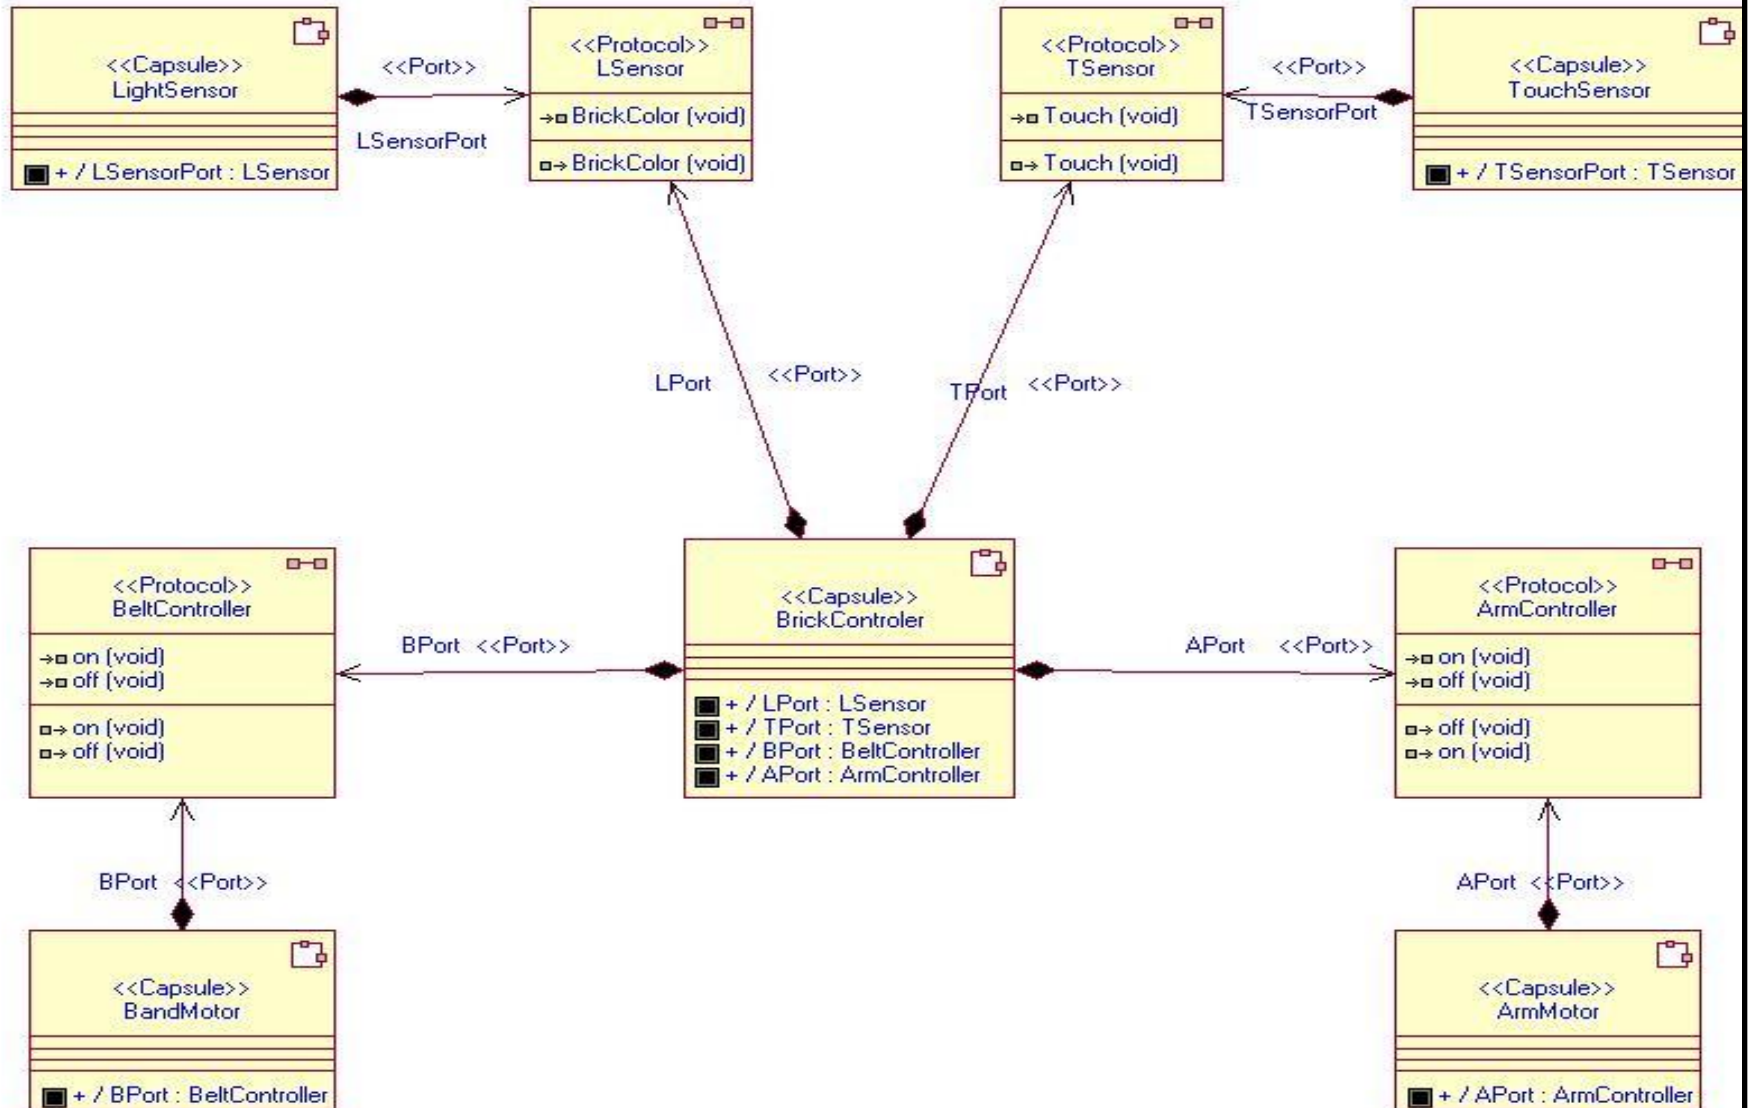 <<Capsule>>
LightSensor
+ / LSensorPort : LSensor
<<Port>>
LSensorPort
<<Protocol>>
LSensor
BrickColor (void)
BrickColor (void)
<<Protocol>>
TSensor
Touch (void)
Touch (void)
<<Port>>
TSensorPort
<<Capsule>>
TouchSensor
+ / TSensorPort : TSensor
LPort
<<Port>>
TPort
<<Port>>
<<Protocol>>
BeltController
on (void)
off (void)
on (void)
off (void)
BPort <<Port>>
<<Capsule>>
BrickControler
+ / LPort : LSensor
+ / TPort : TSensor
+ / BPort : BeltController
+ / APort : ArmController
APort <<Port>>
<<Protocol>>
ArmController
on (void)
off (void)
off (void)
on (void)
BPort <<Port>>
APort <<Port>>
<<Capsule>>
BandMotor
+ / BPort : BeltController
<<Capsule>>
ArmMotor
+ / APort : ArmController